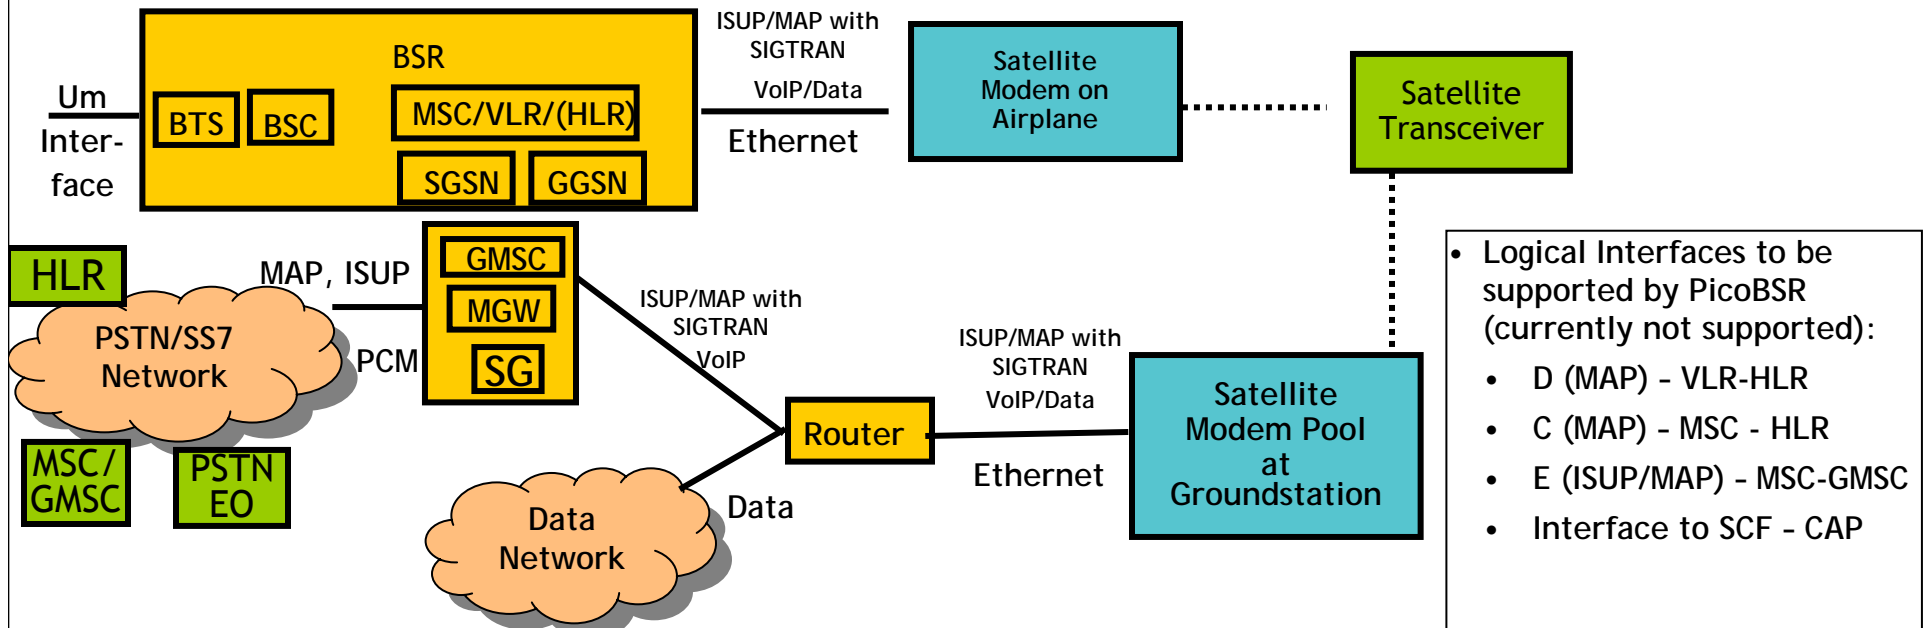 Um
Inter-
face
BSR
BTS
BSC
MSC/VLR/(HLR)
SGSN
GGSN
ISUP/MAP with
SIGTRAN
VoIP/Data
Ethernet
Satellite
Modem on
Airplane
Satellite
Transceiver
HLR
PSTN/SS7
Network
MSC/
GMSC
PSTN
EO
MAP, ISUP
PCM
GMSC
MGW
SG
ISUP/MAP with
SIGTRAN
VoIP
Data
Network
Data
Router
ISUP/MAP with
SIGTRAN
VoIP/Data
Ethernet
Satellite
Modem Pool
at
Groundstation
• Logical Interfaces to be
supported by PicoBSR
(currently not supported):
• D (MAP) – VLR-HLR
• C (MAP) – MSC - HLR
• E (ISUP/MAP) – MSC-GMSC
• Interface to SCF – CAP